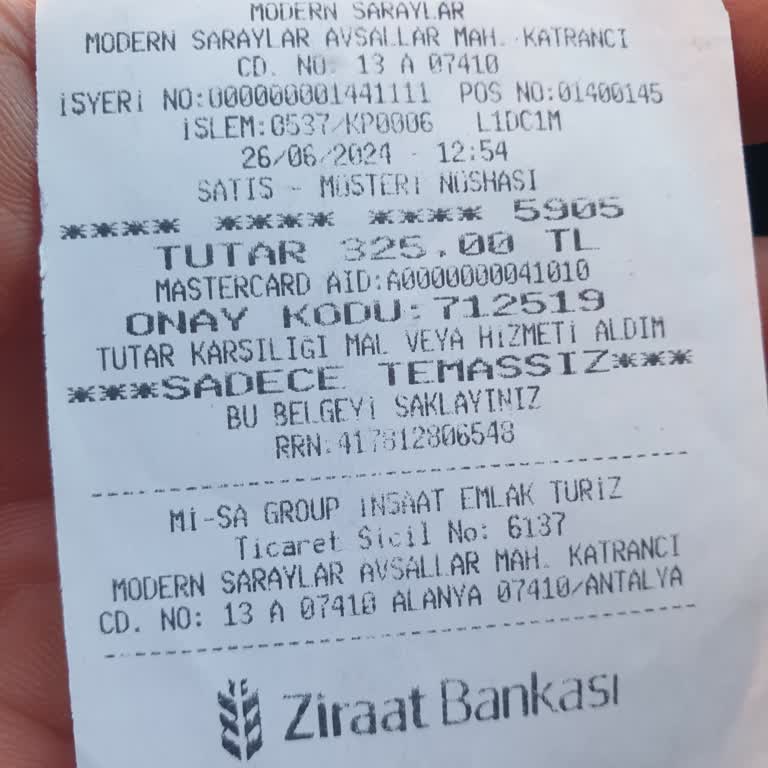 MODERN SARAYLAR
MODERN SARAYLAR AVSALLAR MAH. KATRANCI
CD. NO: 13 A 07410
İŞYERİ NO:000000001441111 POS NO:01400145
İSLEM:0537/KP0006 L1DC1M
26/06/2024 - 12:54
SATIS - MÜSTERİ NÜSHASI
**** **** **** 5905
TUTAR 325.00 TL
MASTERCARD AID:A0000000041010
ONAY KODU:712519
TUTAR KARSILIGI MAL VEYA HİZMETİ ALDIM
***SADECE TEMASSIZ***
BU BELGEYİ SAKLAYINIZ
RRN:417812806548
Mİ-SA GROUP İNSAAT EMLAK TURİZ
Ticaret Sicil No: 6137
MODERN SARAYLAR AVSALLAR MAH. KATRANCI
CD. NO: 13 A 07410 ALANYA 07410/ANTALYA
Ziraat Bankası